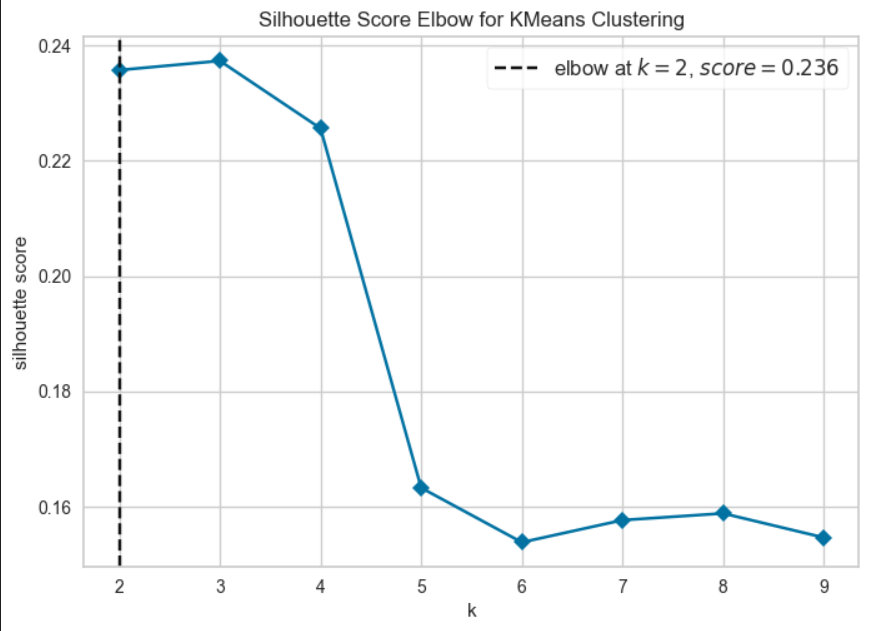 Silhouette Score Elbow for KMeans Clustering
elbow at k = 2, score = 0.236
0.24
0.22
0.20
0.18
0.16
silhouette score
2 3 4 5 6 7 8 9
k